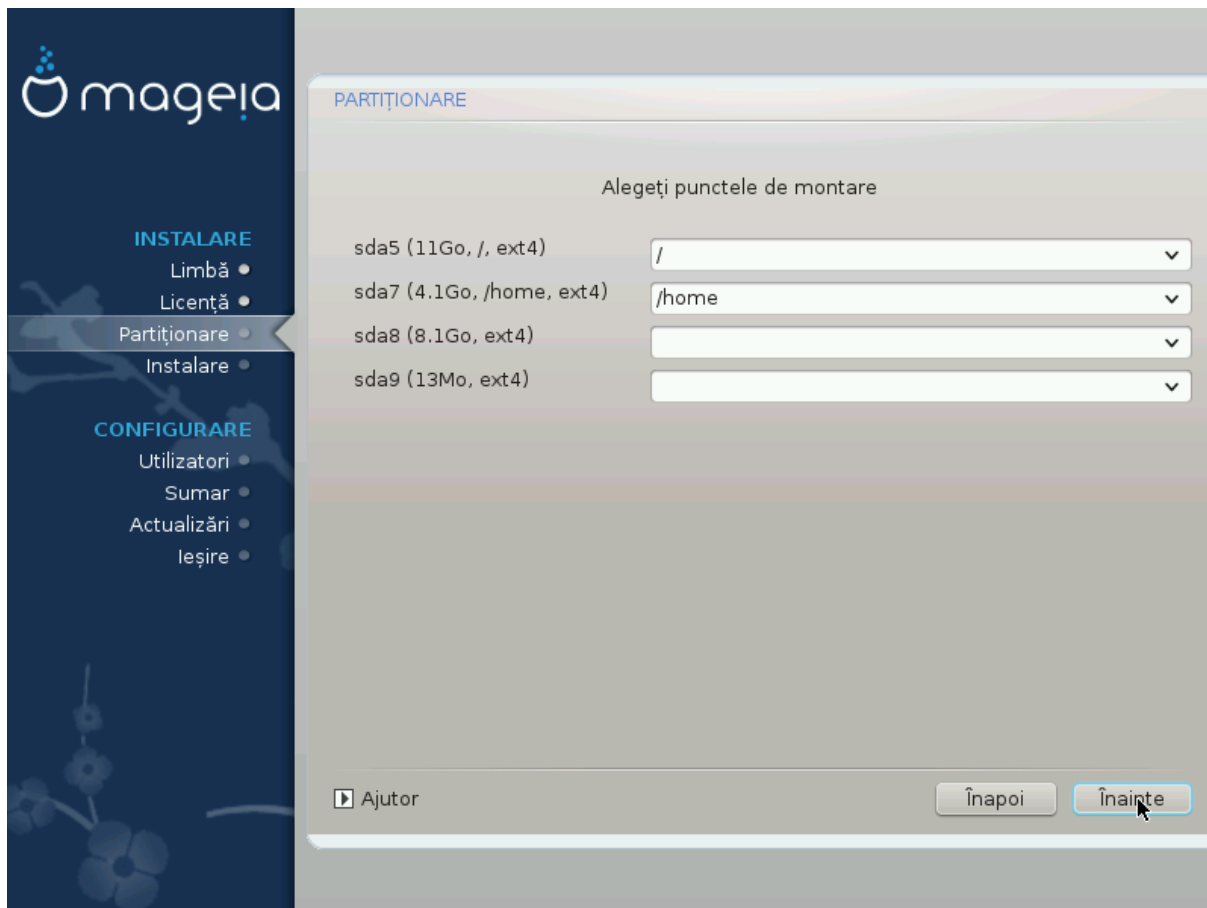 mageia
INSTALARE
Limbă
Licență
Partiționare
Instalare
CONFIGURARE
Utilizatori
Sumar
Actualizări
Ieșire
PARTIȚIONARE
Alegeți punctele de montare
sda5 (11Go, /, ext4) /
sda7 (4.1Go, /home, ext4) /home
sda8 (8.1Go, ext4)
sda9 (13Mo, ext4)
Ajutor Înapoi Înainte